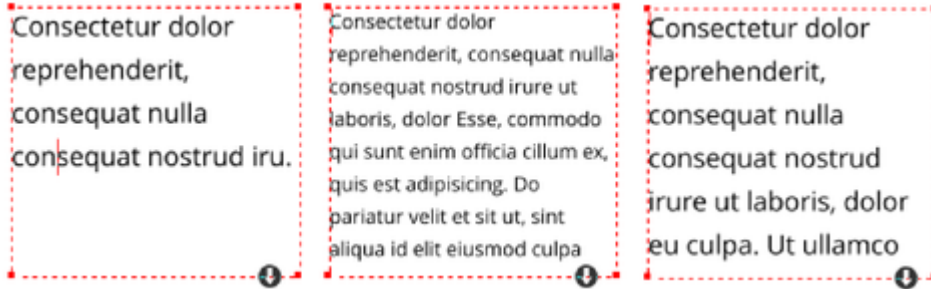 Consectetur dolor
reprehenderit,
consequat nulla
consequat nostrud iru.
Consectetur dolor
reprehenderit, consequat nulla
consequat nostrud irure ut
laboris, dolor Esse, commodo
qui sunt enim officia cillum ex,
quis est adipisicing. Do
pariatur velit et sit ut, sint
aliqua id elit eiusmod culpa
Consectetur dolor
reprehenderit,
consequat nulla
consequat nostrud
irure ut laboris, dolor
eu culpa. Ut ullamco